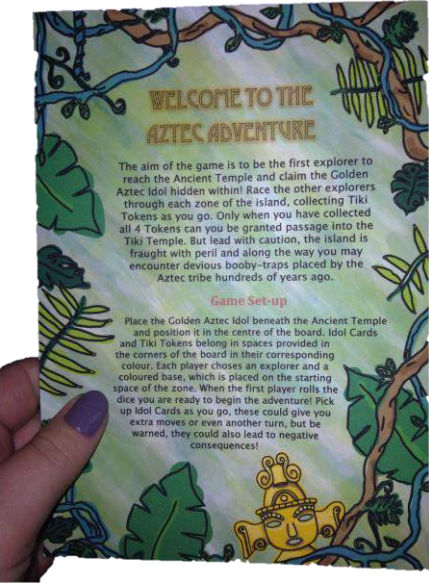 WELCOME TO THE
AZTEC ADVENTURE
The aim of the game is to be the first explorer to
reach the Ancient Temple and claim the Golden
Aztec Idol hidden within! Race the other explorers
through each zone of the island, collecting Tiki
Tokens as you go. Only when you have collected
all 4 Tokens can you be granted passage into the
Tiki Temple. But lead with caution, the island is
fraught with peril and along the way you may
encounter devious booby-traps placed by the
Aztec tribe hundreds of years ago.
Game Set-up
Place the Golden Aztec Idol beneath the Ancient Temple
and position it in the centre of the board. Idol Cards
and Tiki Tokens belong in spaces provided in
the corners of the board in their corresponding
colour. Each player choses an explorer and a
coloured base, which is placed on the starting
space of the zone. When the first player rolls the
dice you are ready to begin the adventure! Pick
up Idol Cards as you go, these could give you
extra moves or even another turn, but be
warned, they could also lead to negative
consequences!